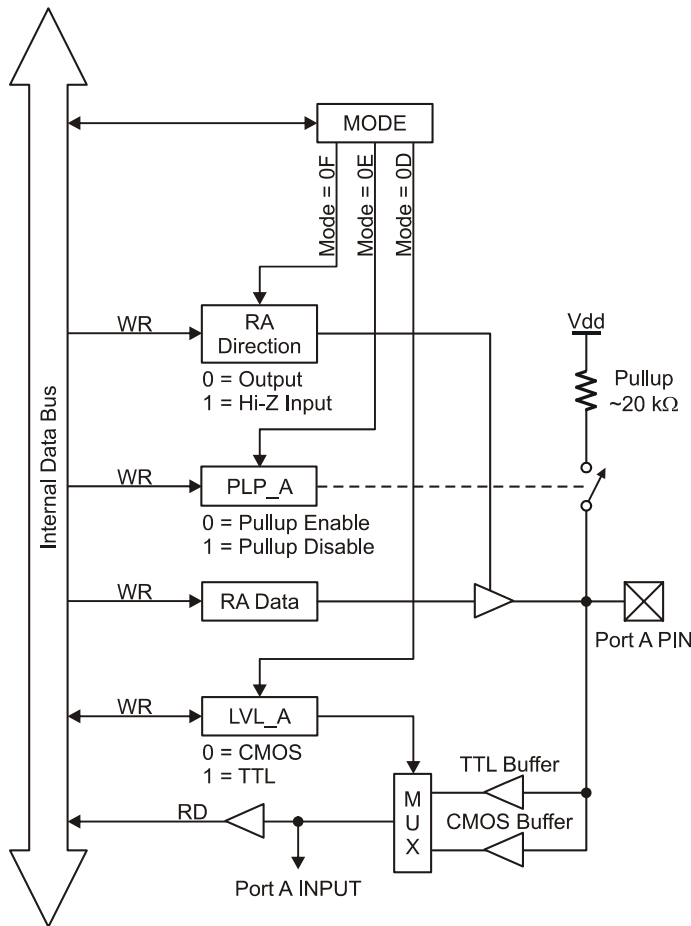 MODE
Mode = 0F
Mode = 0E
Mode = 0D
Internal Data Bus
WR
RA
Direction
0 = Output
1 = Hi-Z Input
Vdd
Pullup
~20 kΩ
WR
PLP_A
0 = Pullup Enable
1 = Pullup Disable
WR
RA Data
Port A PIN
WR
LVL_A
0 = CMOS
1 = TTL
TTL Buffer
M
U
X
CMOS Buffer
RD
Port A INPUT